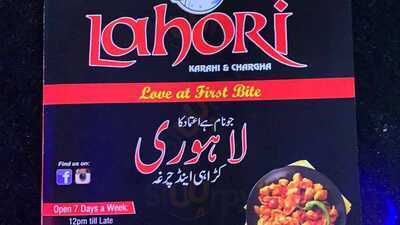 Lahori
KARAHI & CHARGHA
Love at First Bite
جو نام ہے اعتماد کا
لاہوری
کڑاہی اینڈ چرغہ
Find us on:
Open 7 Days a Week:
12pm till Late